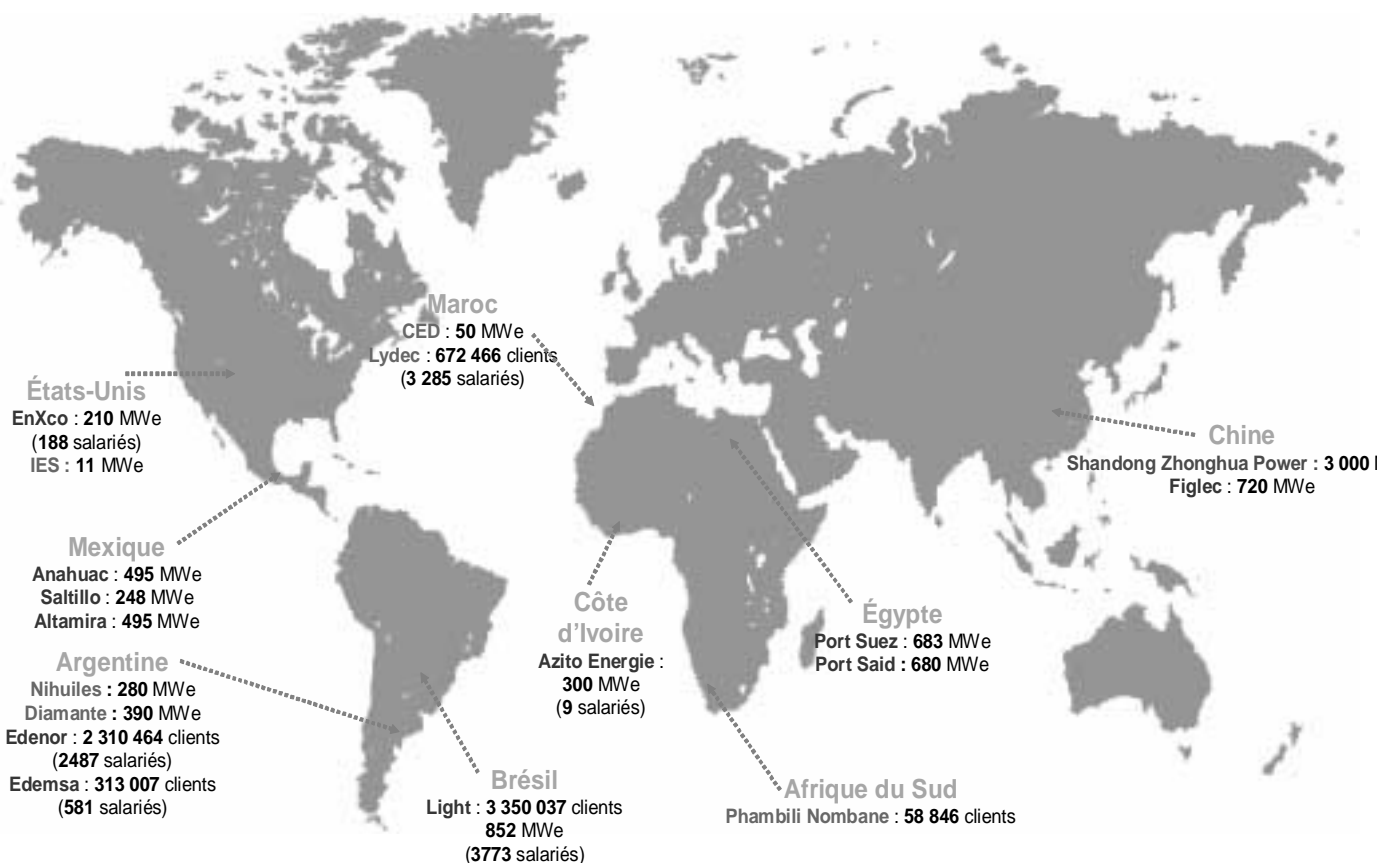 Maroc
CED : 50 MWe
Lydec : 672 466 clients
(3 285 salariés)
États-Unis
EnXco : 210 MWe
(188 salariés)
IES : 11 MWe
Chine
Shandong Zhonghua Power : 3 000
Figlec : 720 MWe
Mexique
Anahuac : 495 MWe
Saltillo : 248 MWe
Altamira : 495 MWe
Côte
d'Ivoire
Azito Energie :
300 MWe
(9 salariés)
Égypte
Port Suez : 683 MWe
Port Said : 680 MWe
Argentine
Nihuiles : 280 MWe
Diamante : 390 MWe
Edenor : 2 310 464 clients
(2487 salariés)
Edemsa : 313 007 clients
(581 salariés)
Brésil
Light : 3 350 037 clients
852 MWe
(3773 salariés)
Afrique du Sud
Phambili Nombane : 58 846 clients